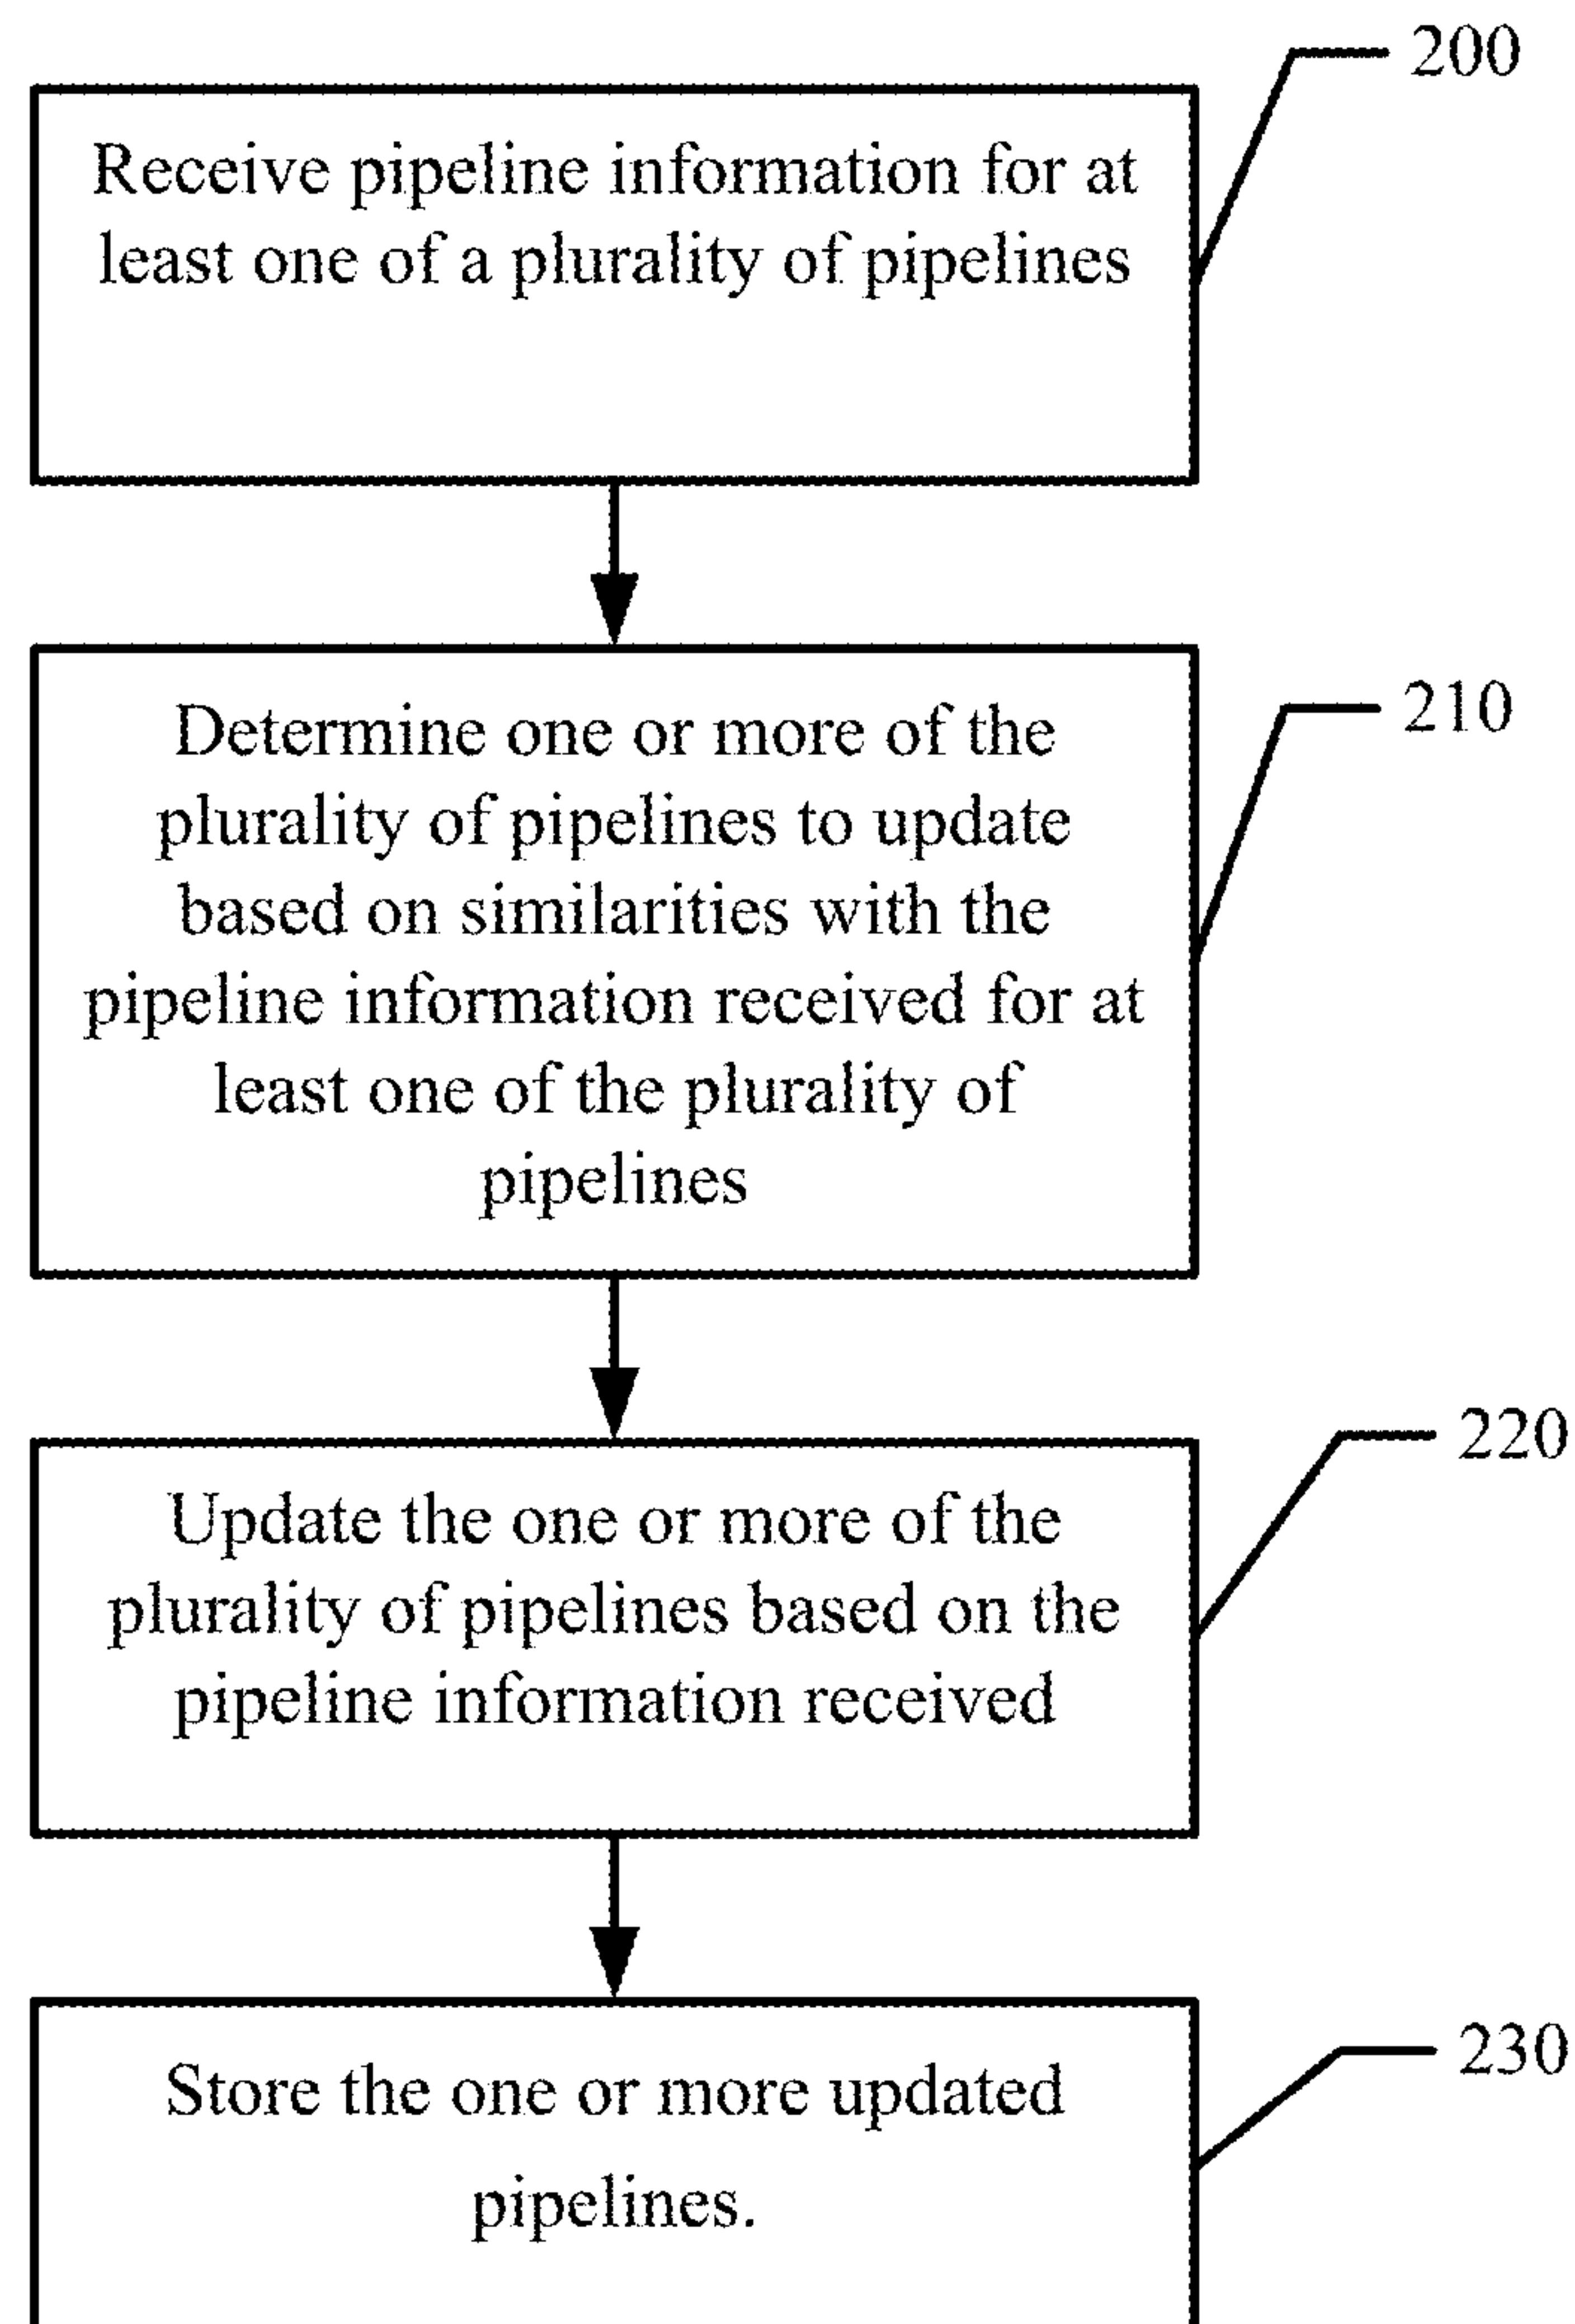 200
Receive pipeline information for at
least one of a plurality of pipelines
210
Determine one or more of the
plurality of pipelines to update
based on similarities with the
pipeline information received for at
least one of the plurality of
pipelines
220
Update the one or more of the
plurality of pipelines based on the
pipeline information received
230
Store the one or more updated
pipelines.